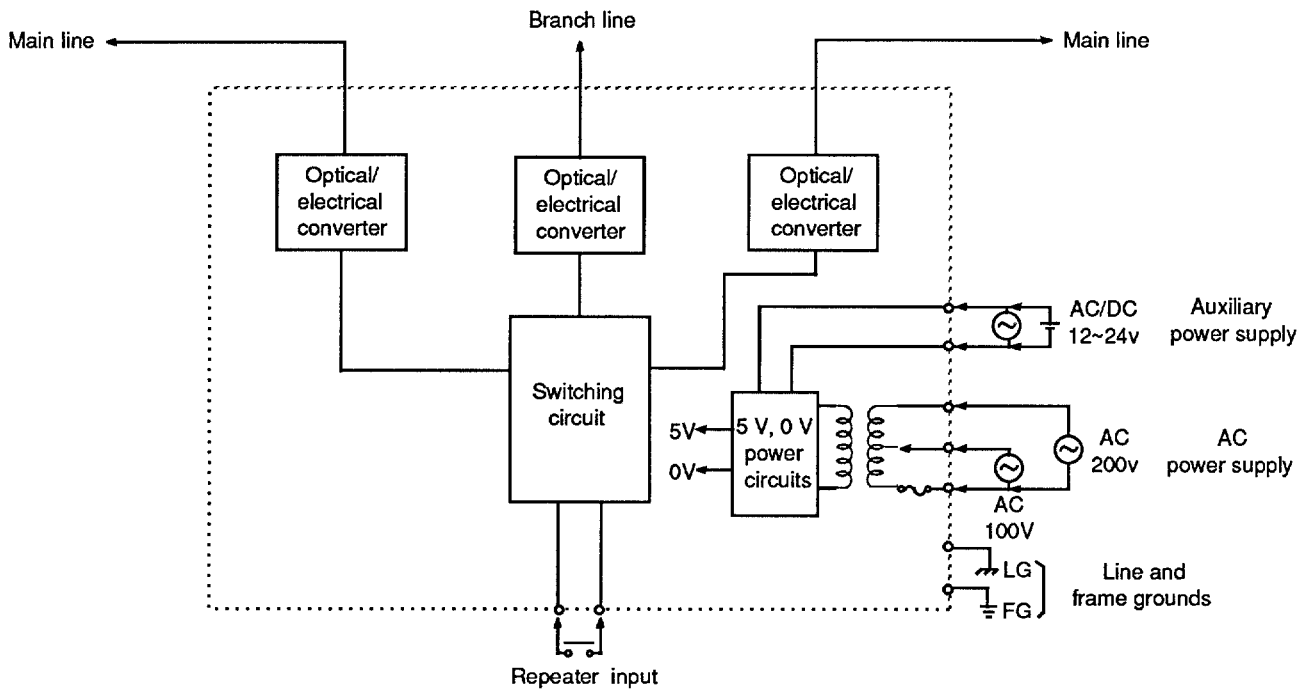 Branch line
Main line
Main line
Optical/
electrical
converter
Optical/
electrical
converter
Optical/
electrical
converter
AC/DC
12~24v
Auxiliary
power supply
Switching
circuit
5V
0V
5 V, 0 V
power
circuits
AC
200v
AC
power supply
AC
100V
LG
FG
Line and
frame grounds
Repeater input